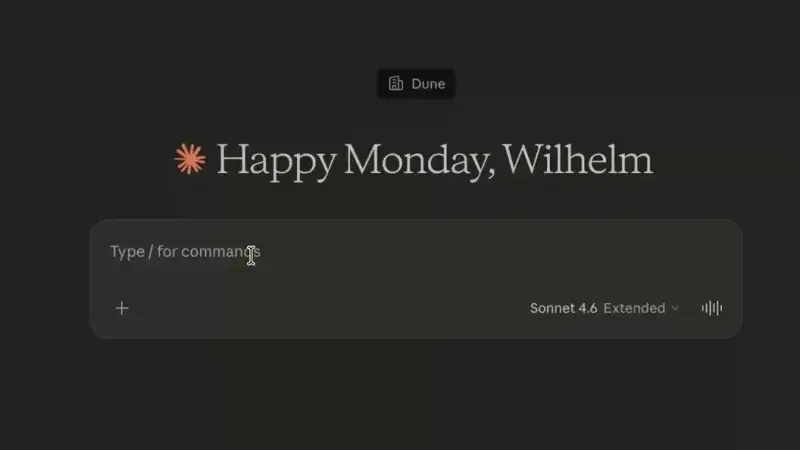 Dune
Happy Monday, Wilhelm
Type / for commands
Sonnet 4.6 Extended